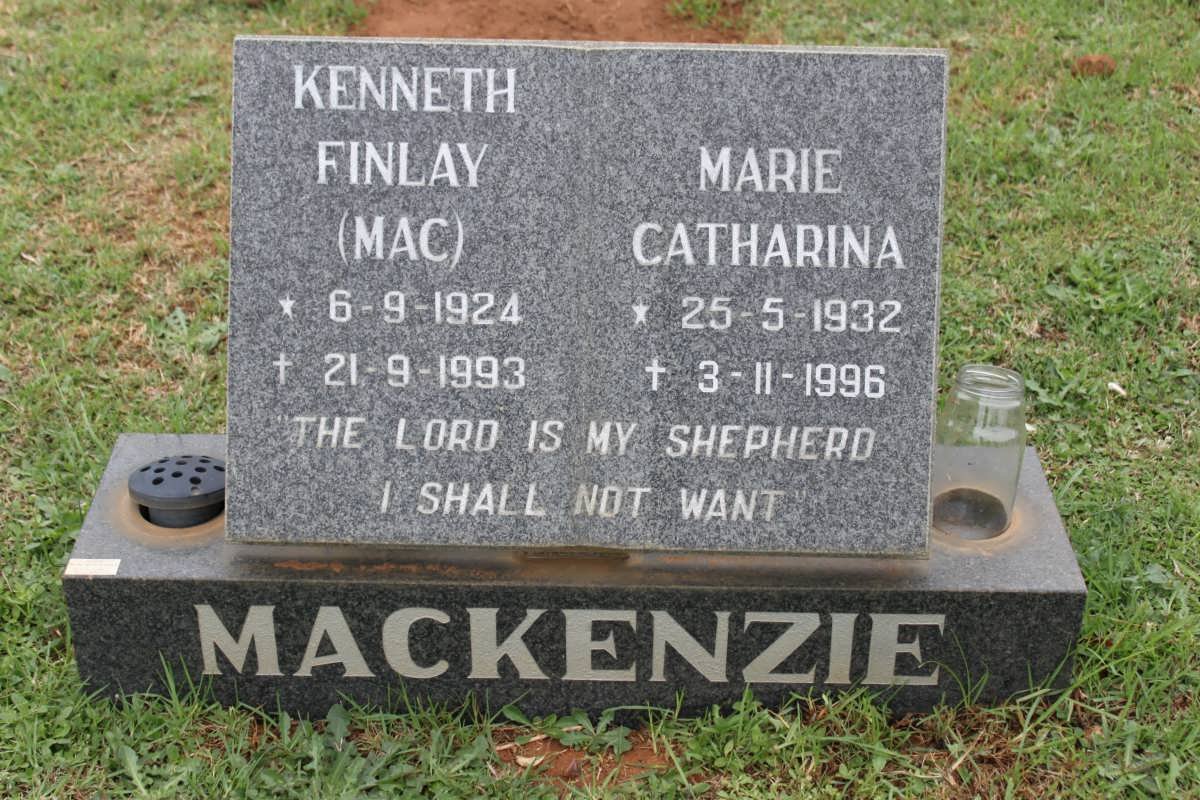 KENNETH
FINLAY
(MAC)
★ 6-9-1924
† 21-9-1993
MARIE
CATHARINA
★ 25-5-1932
† 3-11-1996
"THE LORD IS MY SHEPHERD
I SHALL NOT WANT"
MACKENZIE